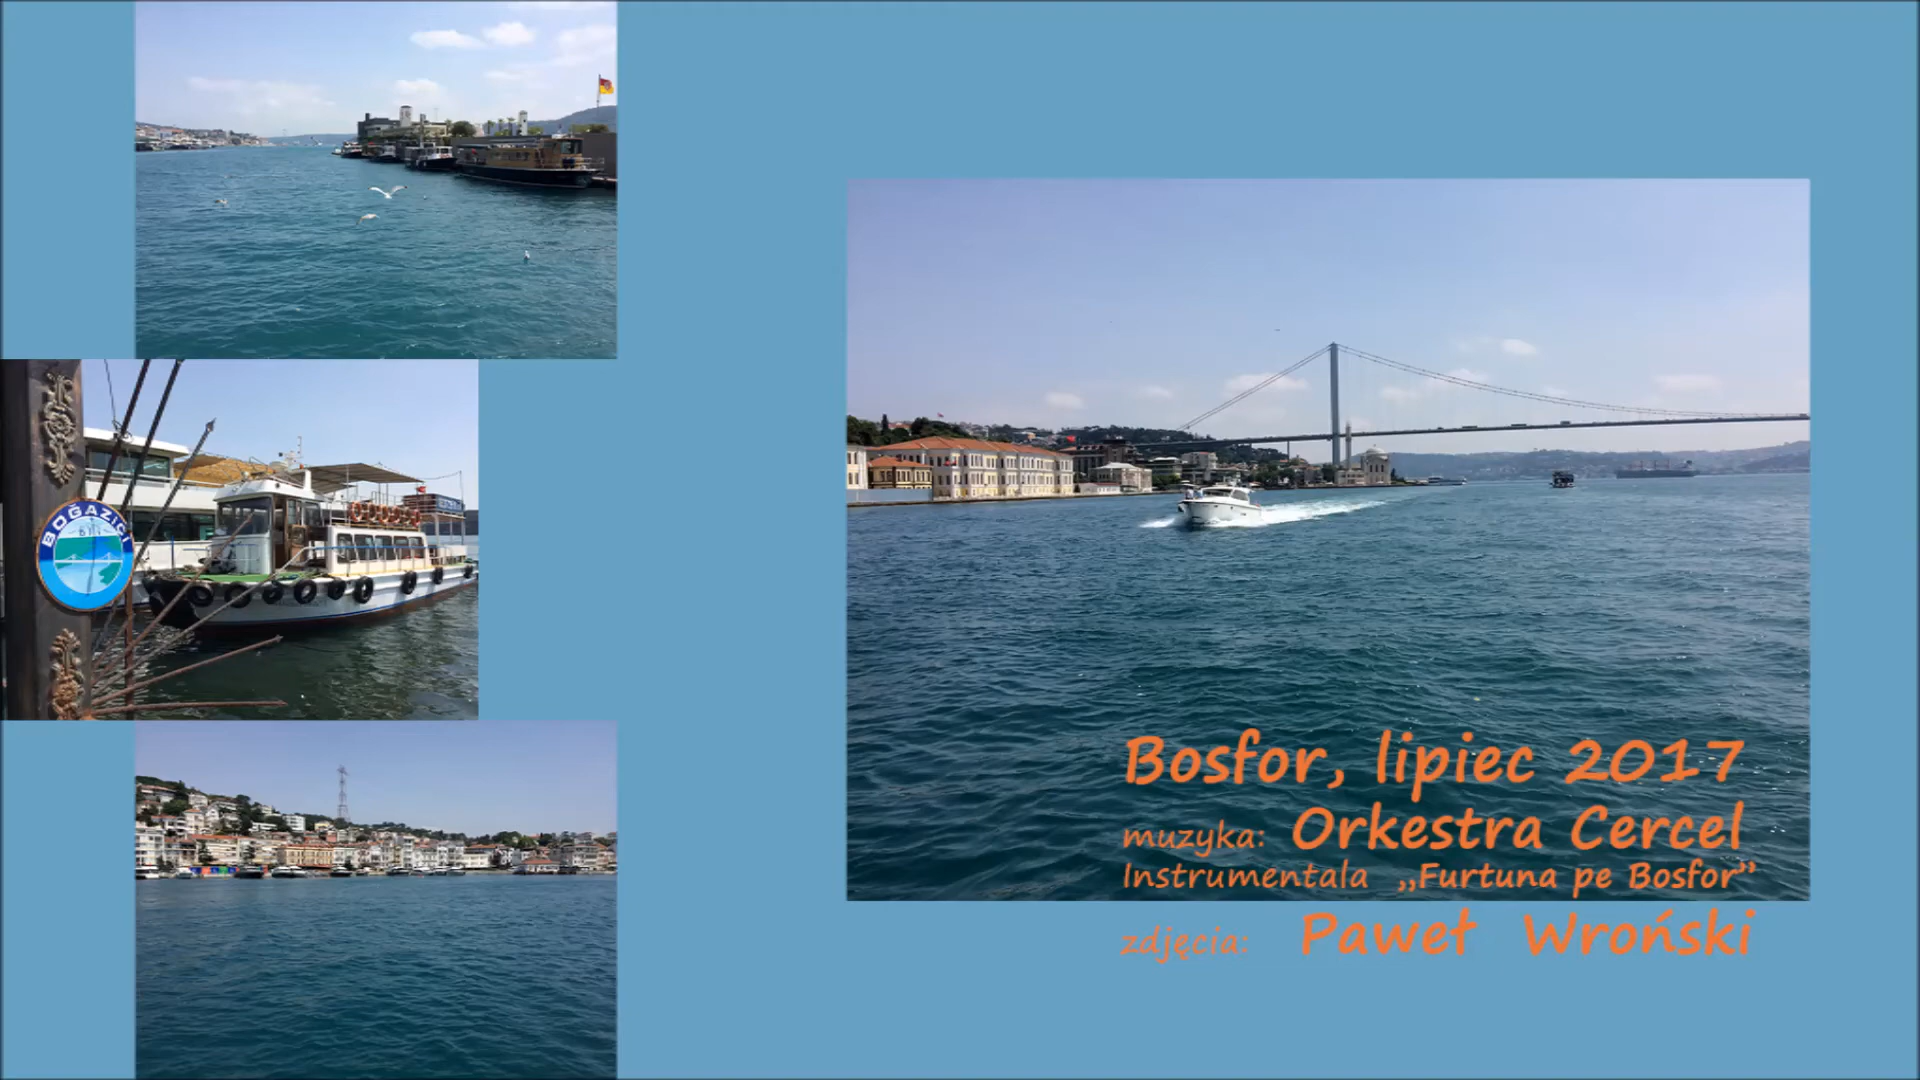 BOĞAZİÇİ
Bosfor, lipiec 2017
muzyka: Orkestra Cercel
Instrumentala „Furtuna pe Bosfor”
zdjęcia: Paweł Wroński